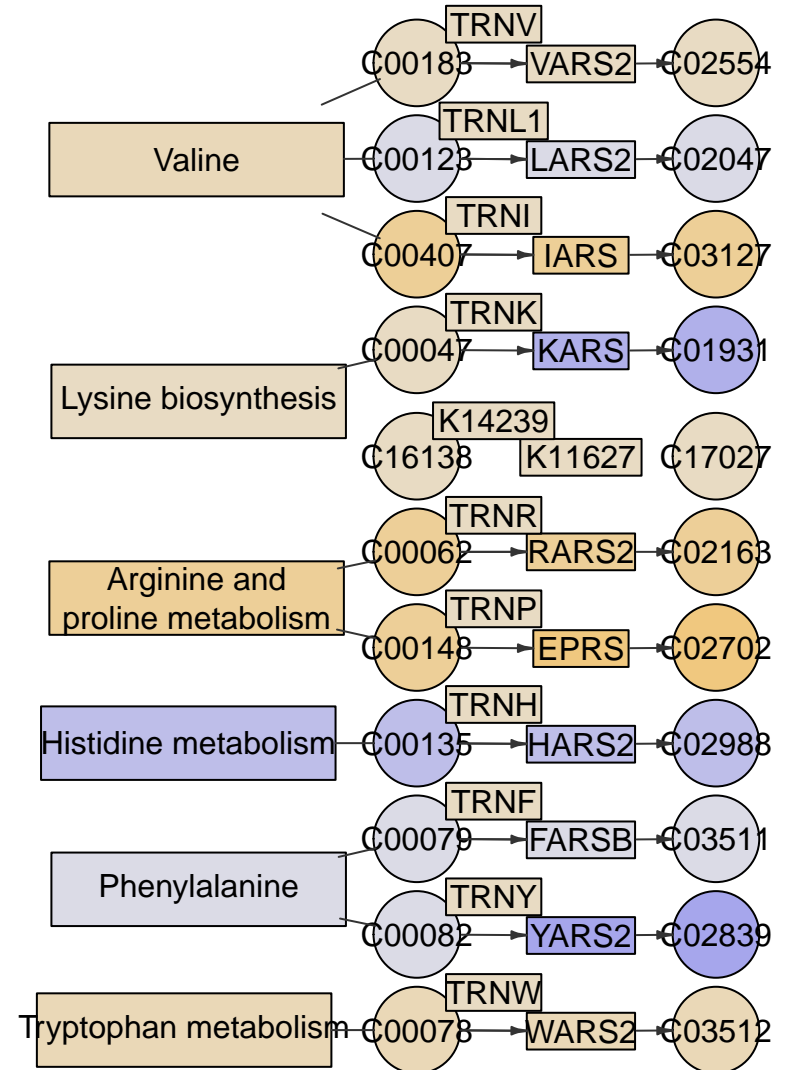 TRNV
C00183 VARS2 C02554
TRNL1
Valine
C00123 LARS2 C02047
TRNI
C00407 IARS C03127
TRNK
C00047 KARS C01931
Lysine biosynthesis
K14239
C16138 K11627 C17027
TRNR
C00062 RARS2 C02163
Arginine and
proline metabolism
TRNP
C00148 EPRS C02702
TRNH
Histidine metabolism C00135 HARS2 C02988
TRNF
C00079 FARSB C03511
Phenylalanine
TRNY
C00082 YARS2 C02839
TRNW
Tryptophan metabolism C00078 WARS2 C03512